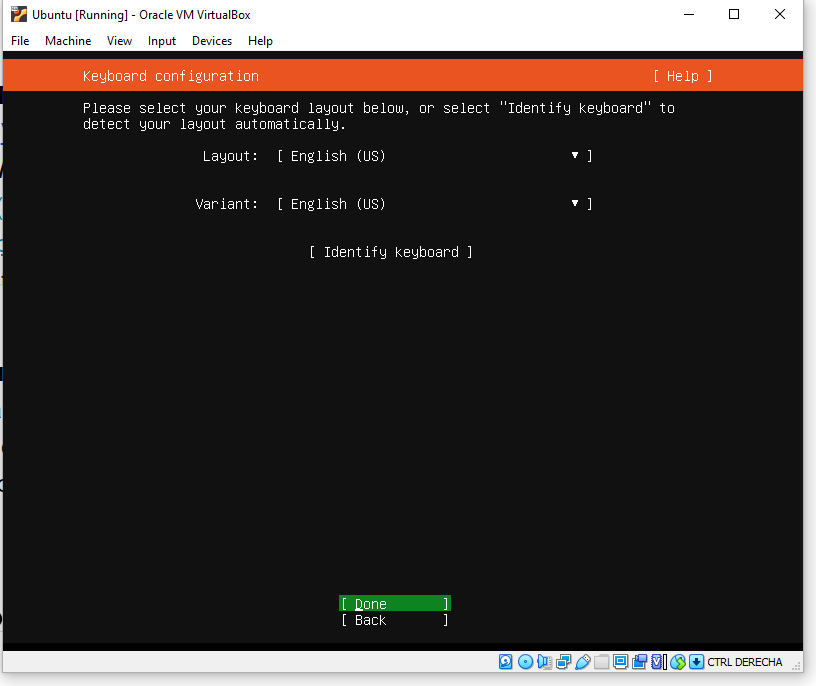 Ubuntu [Running] - Oracle VM VirtualBox
File Machine View Input Devices Help
Keyboard configuration [ Help ]
Please select your keyboard layout below, or select "Identify keyboard" to
detect your layout automatically.
Layout: [ English (US) ▾ ]
Variant: [ English (US) ▾ ]
[ Identify keyboard ]
[ Done ]
[ Back ]
CTRL DERECHA